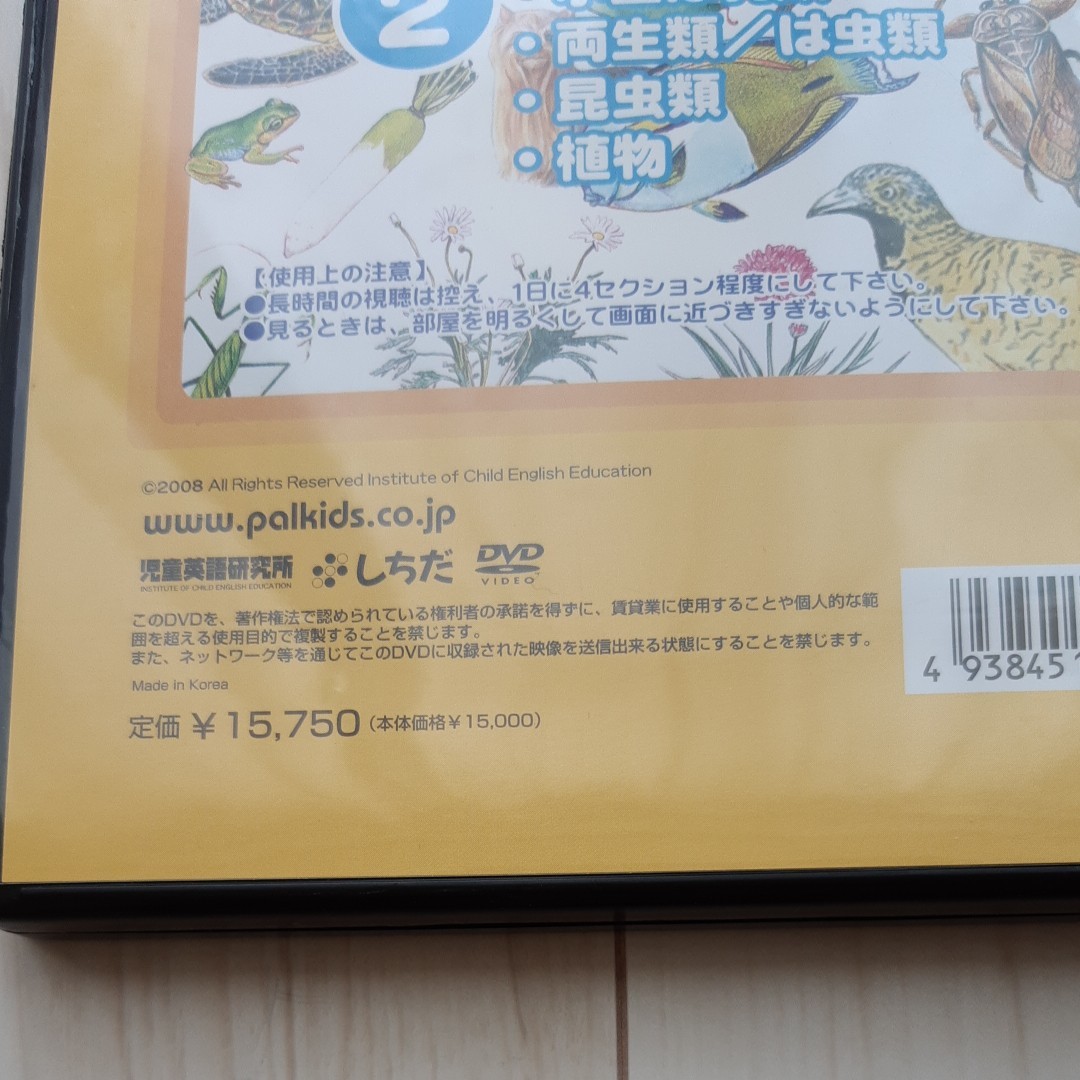 2
・両生類／は虫類
・昆虫類
・植物
【使用上の注意】
●長時間の視聴は控え、1日に4セクション程度にして下さい。
●見るときは、部屋を明るくして画面に近づきすぎないようにして下さい。
©2008 All Rights Reserved Institute of Child English Education
www.palkids.co.jp
児童英語研究所 しちだ DVD
INSTITUTE OF CHILD ENGLISH EDUCATION VIDEO™
このDVDを、著作権法で認められている権利者の承諾を得ずに、賃貸業に使用することや個人的な範
囲を超える使用目的で複製することを禁じます。
また、ネットワーク等を通じてこのDVDに収録された映像を送信出来る状態にすることを禁じます。
Made in Korea
4 93845
定価 ￥15,750（本体価格￥15,000）